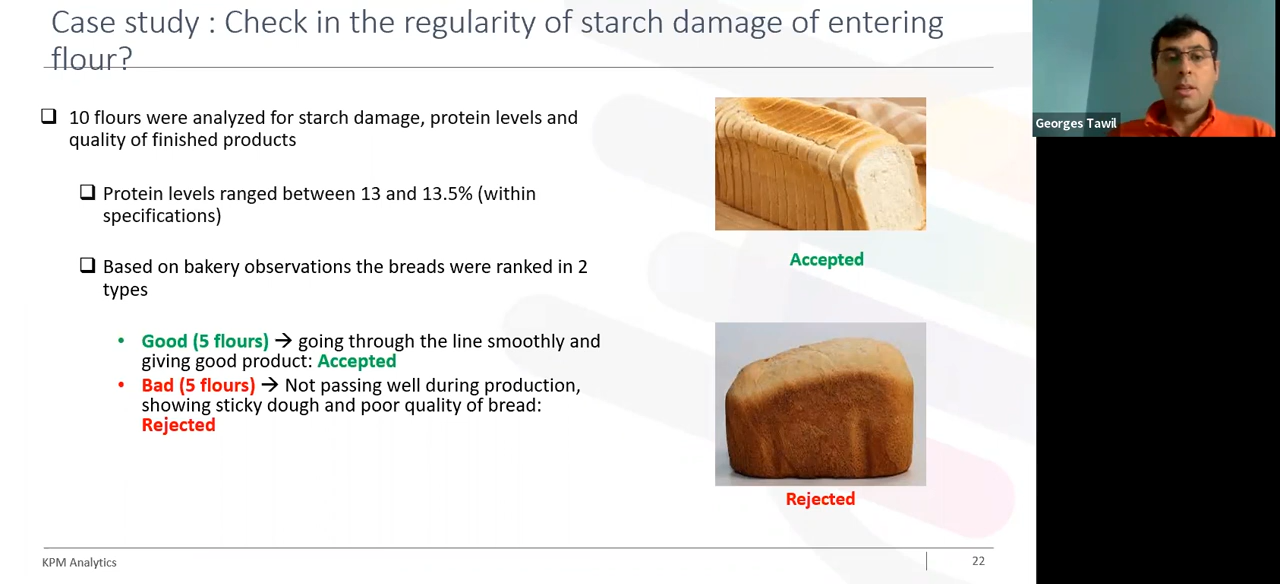 Case study : Check in the regularity of starch damage of entering
flour?
10 flours were analyzed for starch damage, protein levels and
quality of finished products
Protein levels ranged between 13 and 13.5% (within
specifications)
Based on bakery observations the breads were ranked in 2
types
• Good (5 flours) → going through the line smoothly and
giving good product: Accepted
• Bad (5 flours) → Not passing well during production,
showing sticky dough and poor quality of bread:
Rejected
Accepted
Rejected
KPM Analytics
22
Georges Tawil